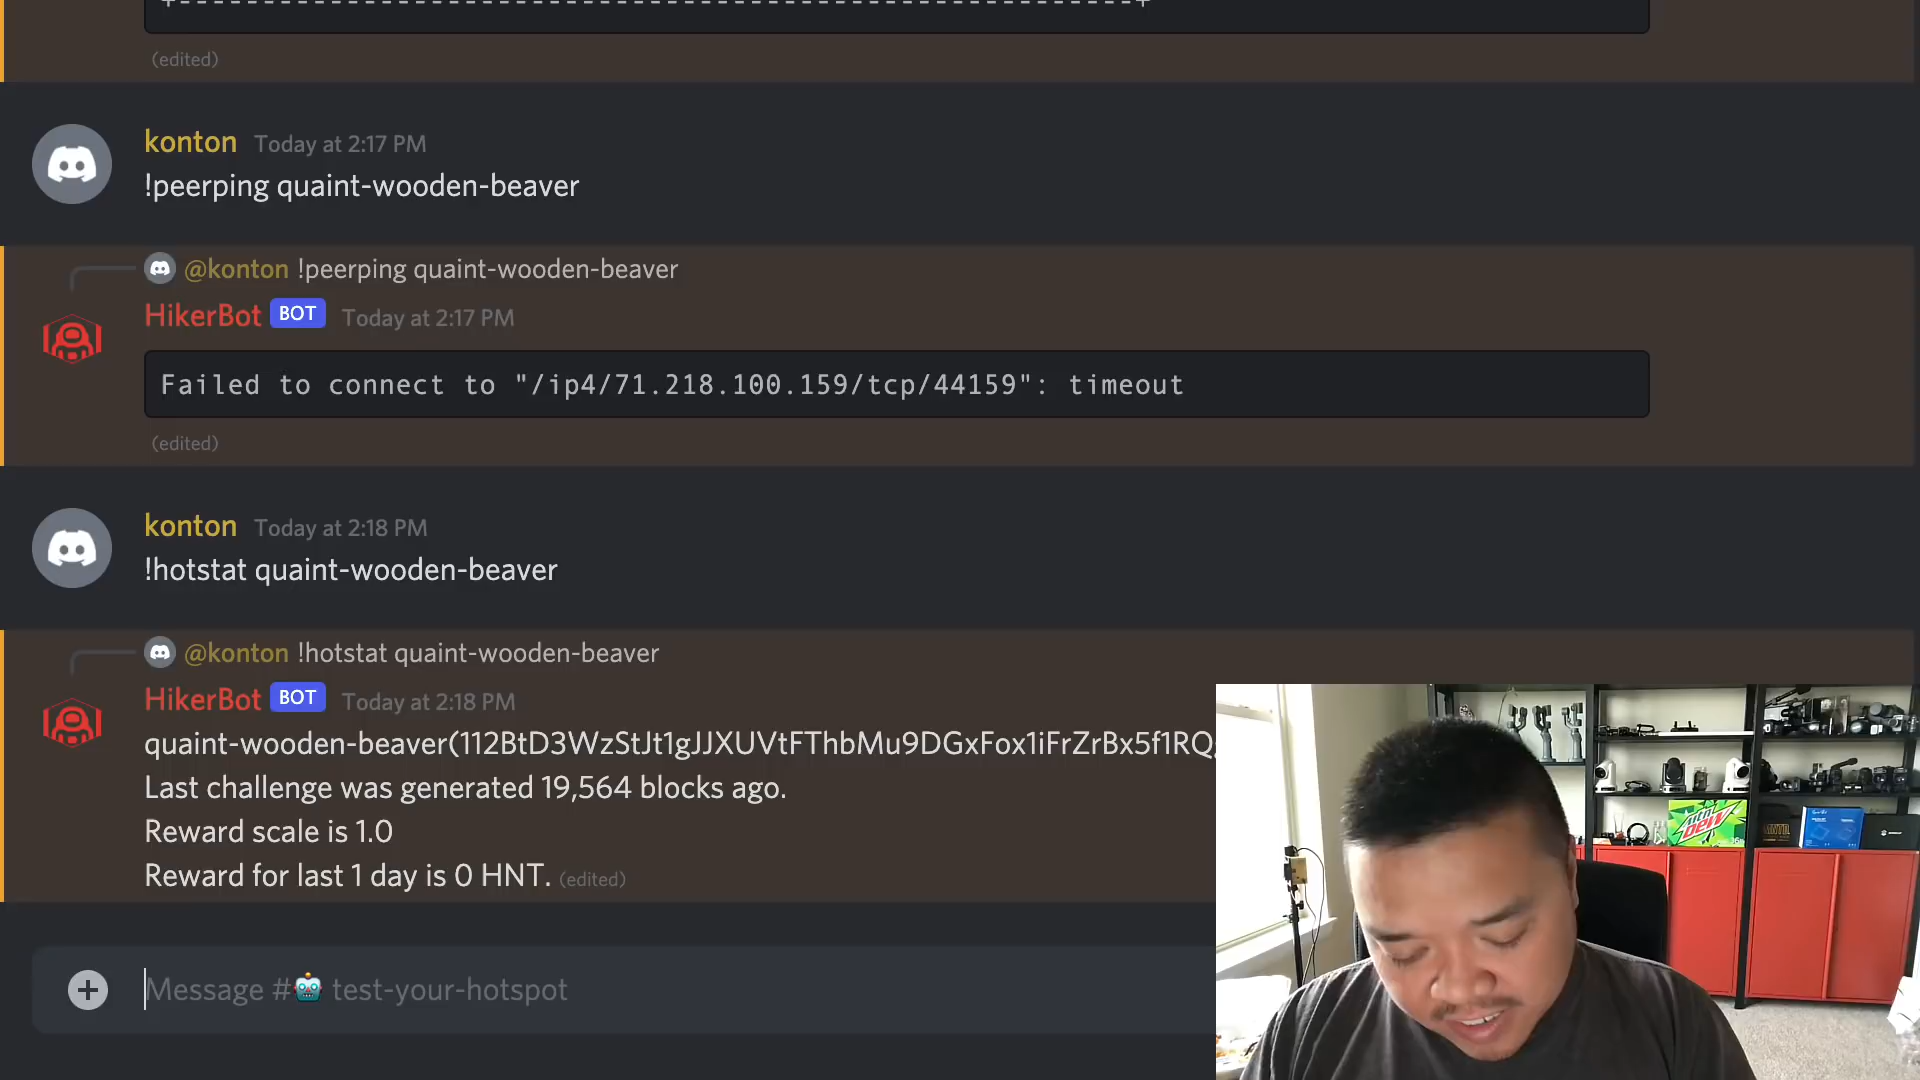 +--------------------------------------------------+
(edited)
konton Today at 2:17 PM
!peerping quaint-wooden-beaver
@konton !peerping quaint-wooden-beaver
HikerBot BOT Today at 2:17 PM
Failed to connect to "/ip4/71.218.100.159/tcp/44159": timeout
(edited)
konton Today at 2:18 PM
!hotstat quaint-wooden-beaver
@konton !hotstat quaint-wooden-beaver
HikerBot BOT Today at 2:18 PM
quaint-wooden-beaver(112BtD3WzStJt1gJJXUVtFThbMu9DGxFox1iFrZrBx5f1RQ
Last challenge was generated 19,564 blocks ago.
Reward scale is 1.0
Reward for last 1 day is 0 HNT. (edited)
Message #🤖 test-your-hotspot
mtn DEW